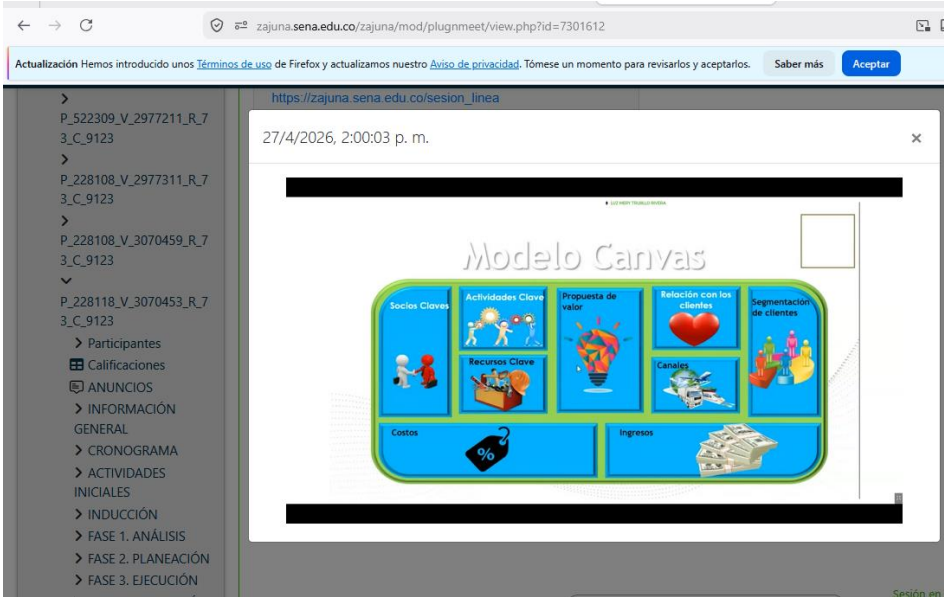 zajuna.sena.edu.co/zajuna/mod/plugnmeet/view.php?id=7301612
Actualización Hemos introducido unos Términos de uso de Firefox y actualizamos nuestro Aviso de privacidad. Tómese un momento para revisarlos y aceptarlos.
Saber más
Aceptar
P_522309_V_2977211_R_7
3_C_9123
P_228108_V_2977311_R_7
3_C_9123
P_228108_V_3070459_R_7
3_C_9123
P_228118_V_3070453_R_7
3_C_9123
Participantes
Calificaciones
ANUNCIOS
INFORMACIÓN
GENERAL
CRONOGRAMA
ACTIVIDADES
INICIALES
INDUCCIÓN
FASE 1. ANÁLISIS
FASE 2. PLANEACIÓN
FASE 3. EJECUCIÓN
https://zajuna.sena.edu.co/sesion_linea
27/4/2026, 2:00:03 p. m.
Modelo Canvas
Socios Claves
Actividades Clave
Recursos Clave
Propuesta de
valor
Relación con los
clientes
Canales
Segmentación
de clientes
Costos
%
Ingresos
Sesión en